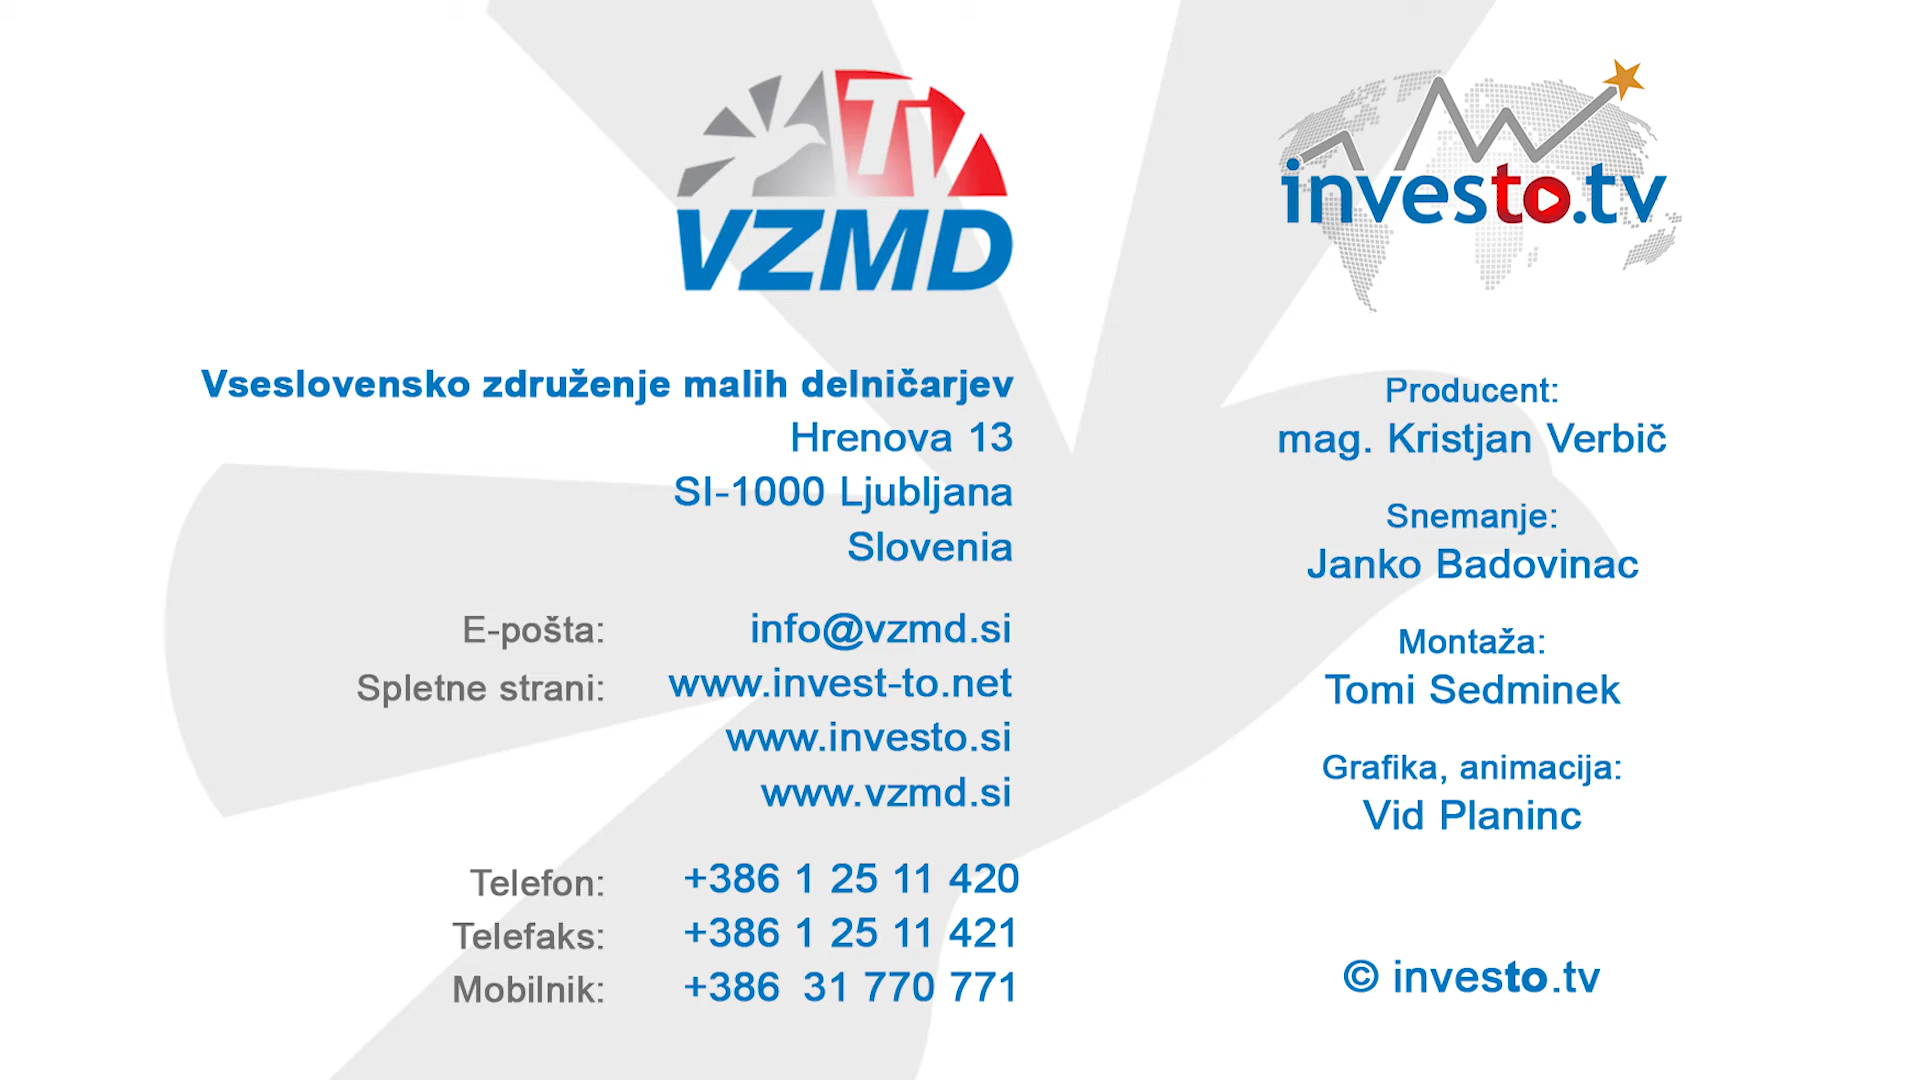 TV
VZMD
Vseslovensko združenje malih delničarjev
Hrenova 13
SI-1000 Ljubljana
Slovenia
E-pošta: info@vzmd.si
Spletne strani: www.invest-to.net
www.investo.si
www.vzmd.si
Telefon: +386 1 25 11 420
Telefaks: +386 1 25 11 421
Mobilnik: +386 31 770 771
investo.tv
Producent:
mag. Kristjan Verbič
Snemanje:
Janko Badovinac
Montaža:
Tomi Sedminek
Grafika, animacija:
Vid Planinc
© investo.tv